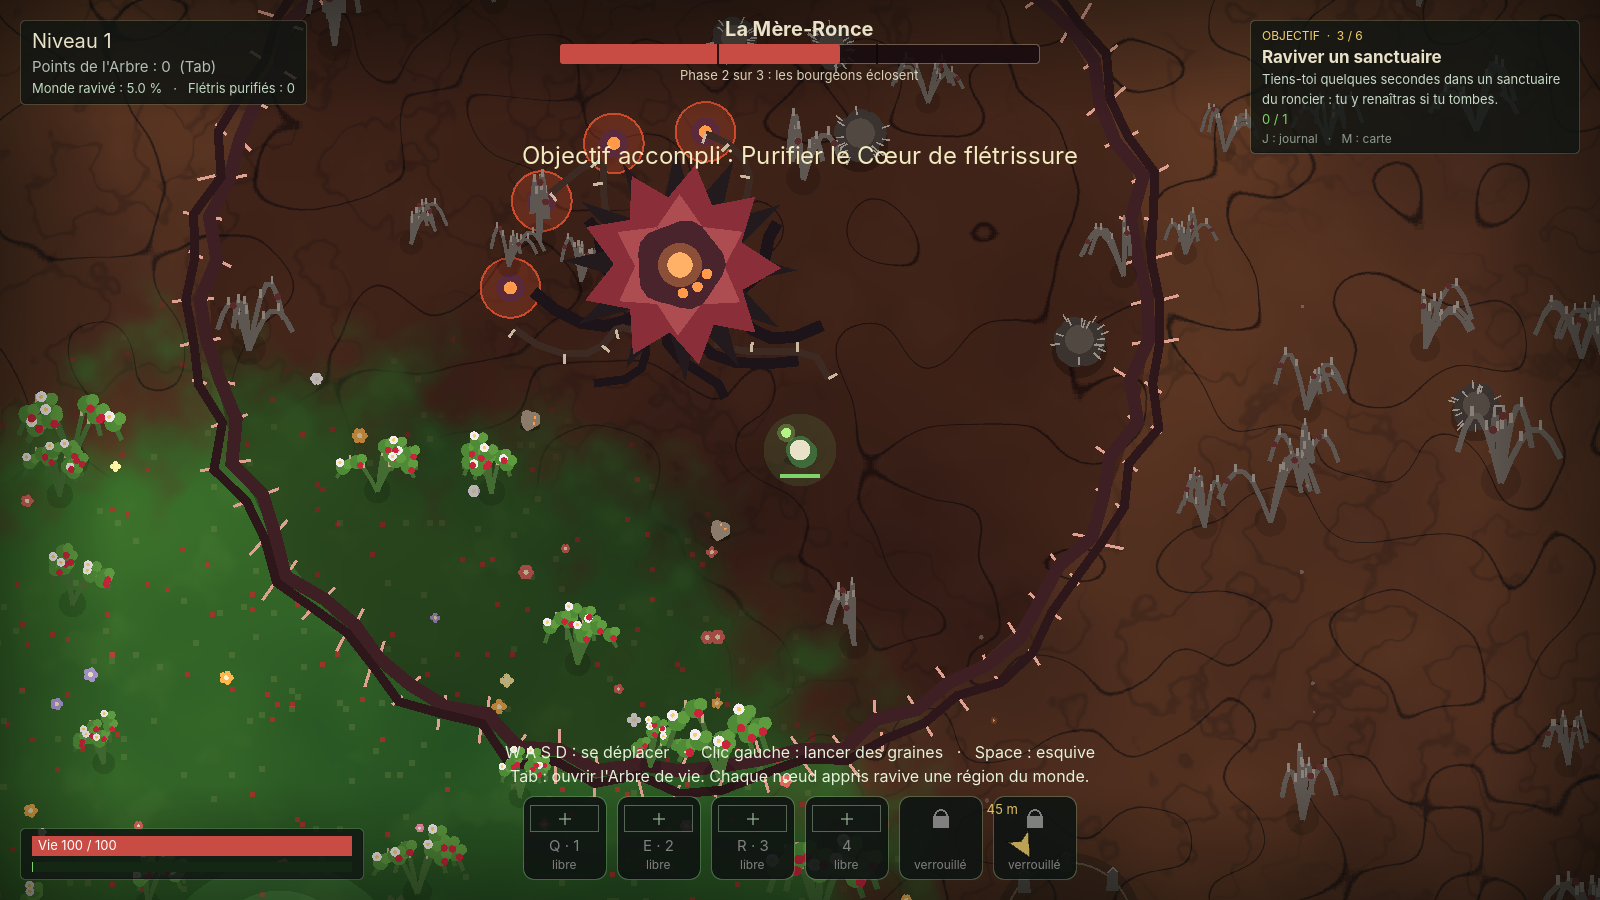 Niveau 1
Points de l'Arbre : 0 (Tab)
Monde ravivé : 5.0 % · Flétris purifiés : 0
La Mère-Ronce
Phase 2 sur 3 : les bourgeons éclosent
OBJECTIF · 3 / 6
Raviver un sanctuaire
Tiens-toi quelques secondes dans un sanctuaire
du roncier : tu y renaîtras si tu tombes.
0 / 1
J : journal · M : carte
Objectif accompli : Purifier le Cœur de flétrissure
W A S D : se déplacer · Clic gauche : lancer des graines · Space : esquive
Tab : ouvrir l'Arbre de vie. Chaque nœud appris ravive une région du monde.
45 m
Q · 1
E · 2
R · 3
4
libre
libre
libre
libre
verrouillé
verrouillé
Vie 100 / 100